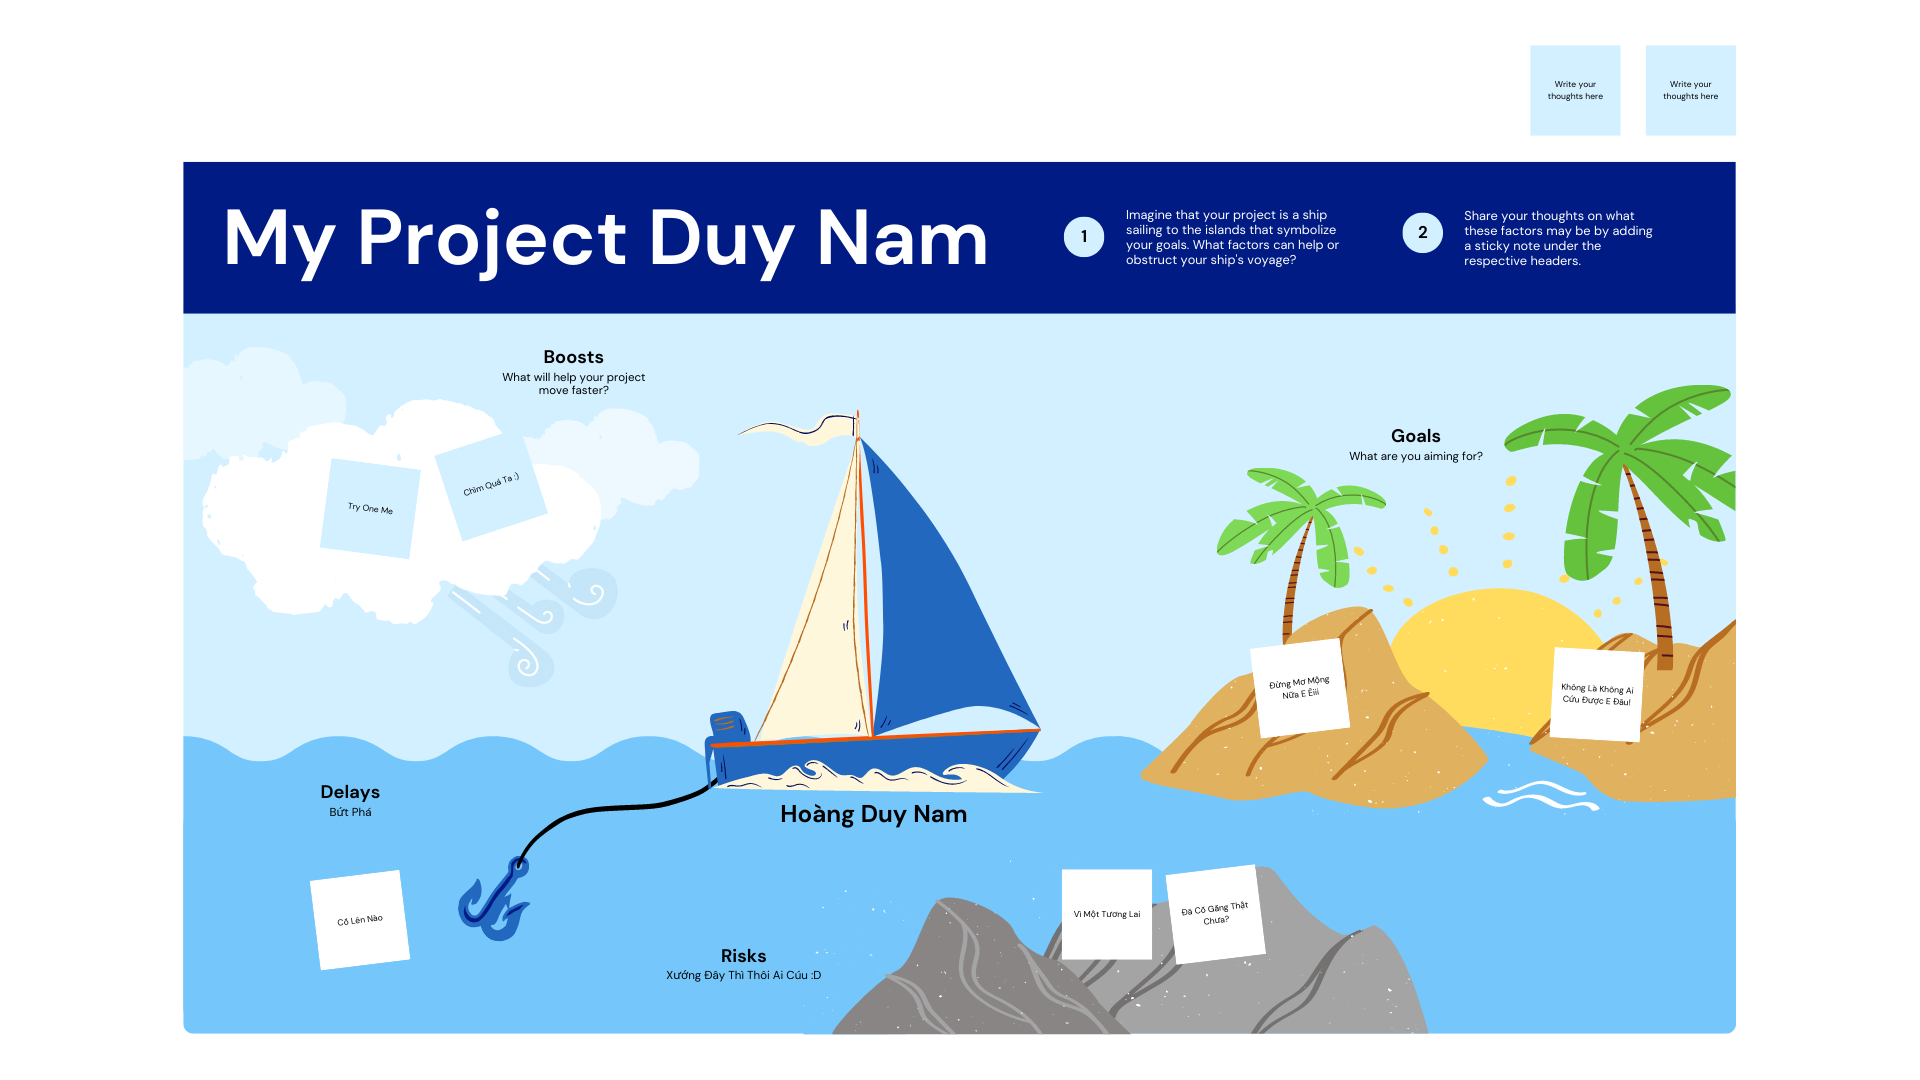 Write your
thoughts here
Write your
thoughts here
My Project Duy Nam
1
Imagine that your project is a ship
sailing to the islands that symbolize
your goals. What factors can help or
obstruct your ship's voyage?
2
Share your thoughts on what
these factors may be by adding
a sticky note under the
respective headers.
Boosts
What will help your project
move faster?
Try One Me
Chìm Quá Ta :)
Goals
What are you aiming for?
Đừng Mơ Mộng
Nữa E Êiii
Không Là Không Ai
Cứu Được E Đâu!
Delays
Bứt Phá
Cố Lên Nào
Hoàng Duy Nam
Risks
Xướng Đây Thì Thôi Ai Cúu :D
Vì Một Tương Lai
Đã Cố Gắng Thật
Chưa?